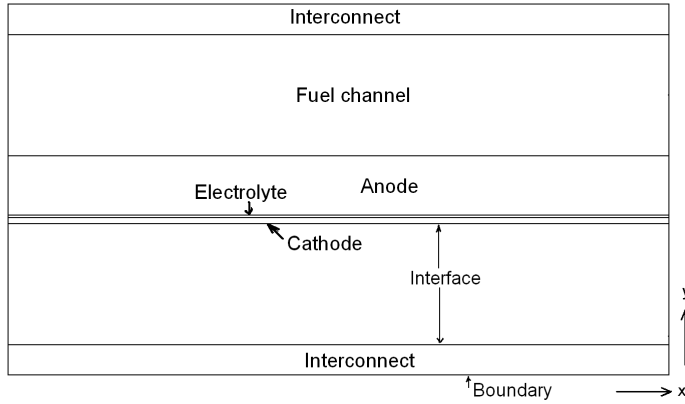 Interconnect
Fuel channel
Anode
Electrolyte
Cathode
Interface
y
Interconnect
Boundary
x